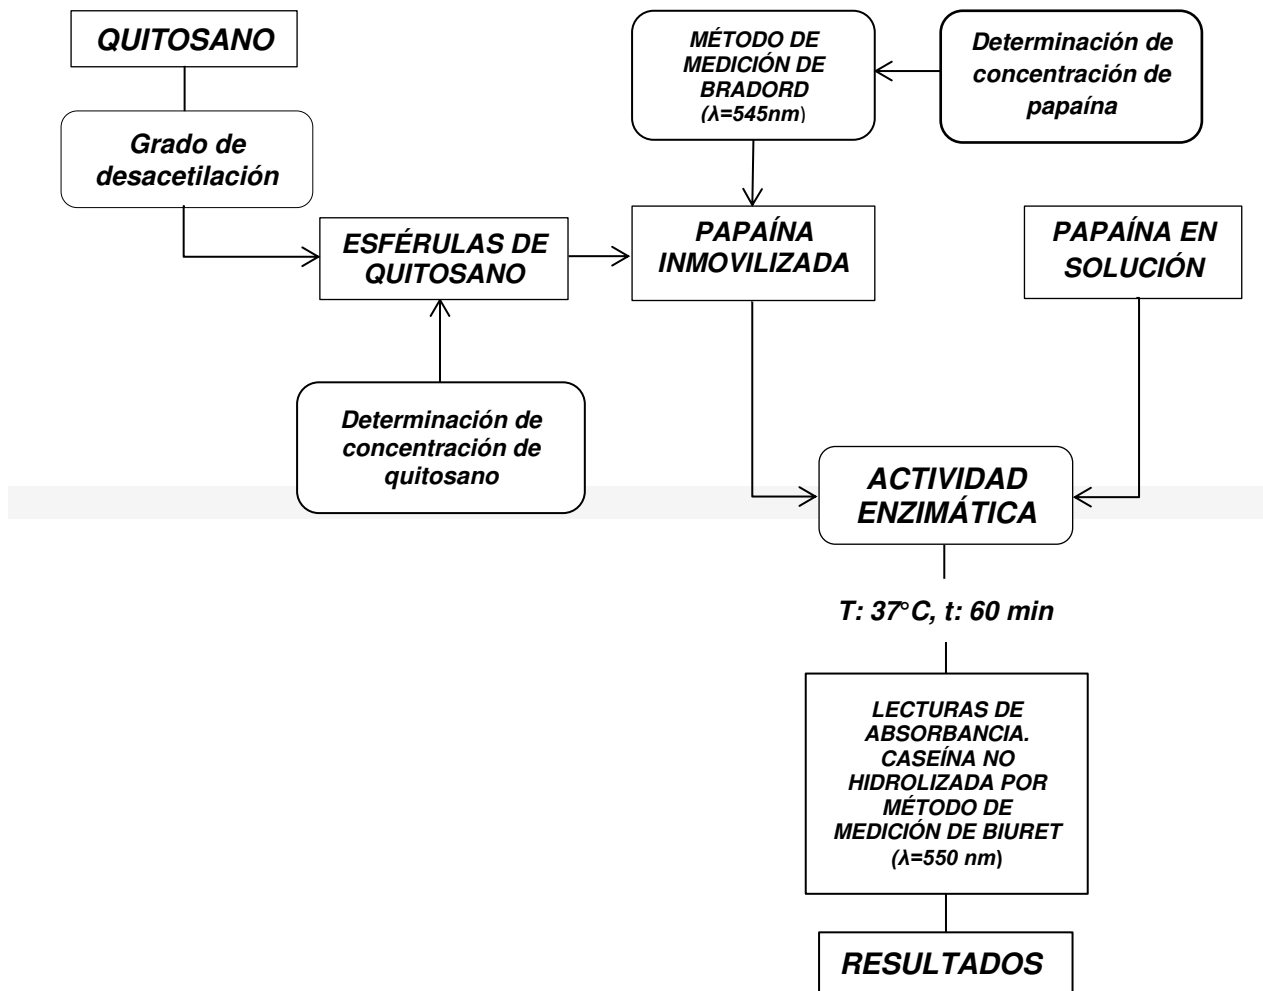 QUITOSANO
Grado de
desacetilación
MÉTODO DE
MEDICIÓN DE
BRADORD
(λ=545nm)
Determinación de
concentración de
papaína
ESFÉRULAS DE
QUITOSANO
PAPAÍNA
INMOVILIZADA
PAPAÍNA EN
SOLUCIÓN
Determinación de
concentración de
quitosano
ACTIVIDAD
ENZIMÁTICA
T: 37°C, t: 60 min
LECTURAS DE
ABSORBANCIA.
CASEÍNA NO
HIDROLIZADA POR
MÉTODO DE
MEDICIÓN DE BIURET
(λ=550 nm)
RESULTADOS